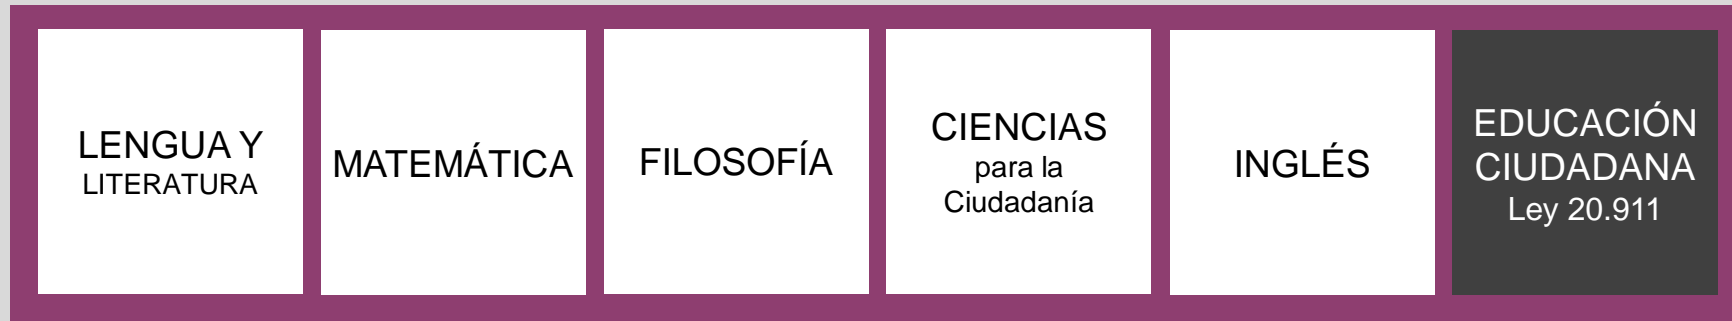 LENGUA Y
LITERATURA
MATEMÁTICA
FILOSOFÍA
CIENCIAS
para la
Ciudadanía
INGLÉS
EDUCACIÓN
CIUDADANA
Ley 20.911